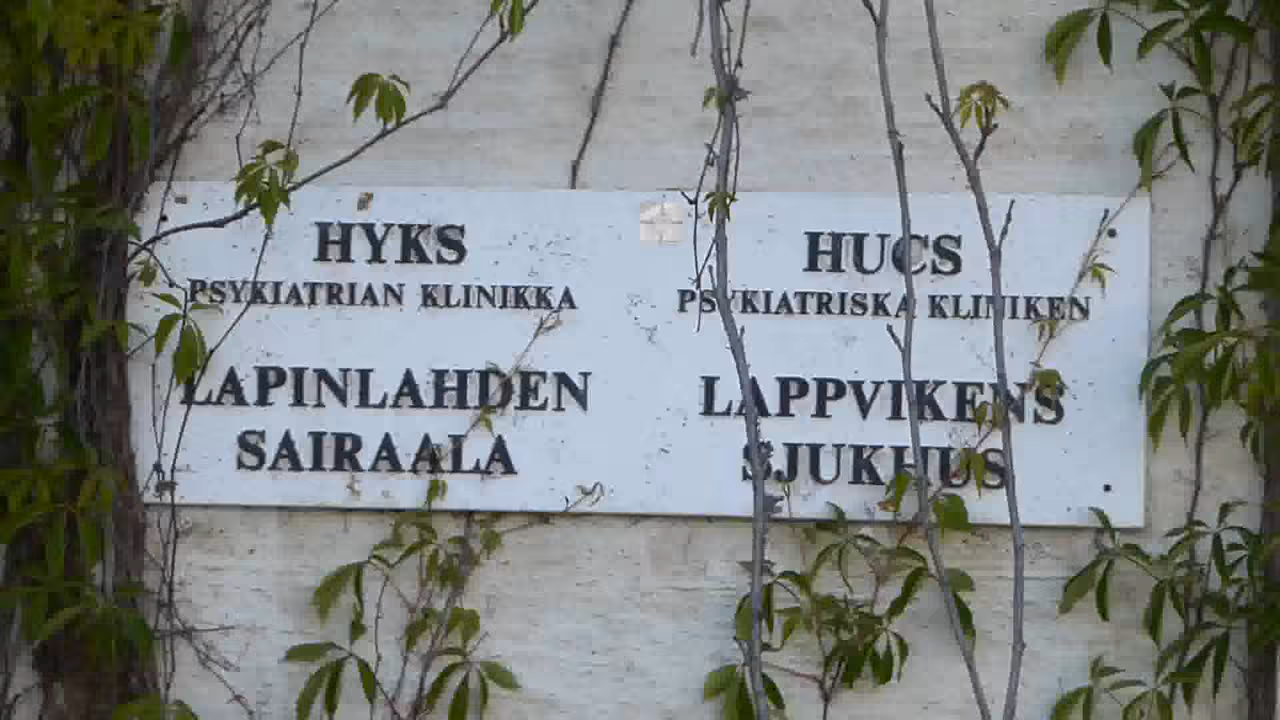 HYKS
PSYKIATRIAN KLINIKKA
LAPINLAHDEN
SAIRAALA
HUCS
PSYKIATRISKA KLINIKEN
LAPPVIKENS
SJUKHUS